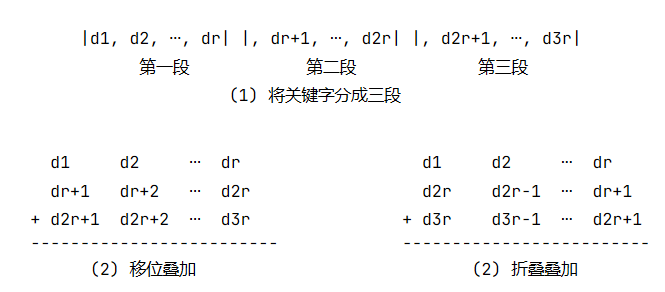 |d1, d2, ⋯, dr| |, dr+1, ⋯, d2r| |, d2r+1, ⋯, d3r|
第一段 第二段 第三段
(1) 将关键字分成三段
d1 d2 ⋯ dr
dr+1 dr+2 ⋯ d2r
+ d2r+1 d2r+2 ⋯ d3r
-------------------------
(2) 移位叠加
d1 d2 ⋯ dr
d2r d2r-1 ⋯ dr+1
+ d3r d3r-1 ⋯ d2r+1
-------------------------
(2) 折叠叠加